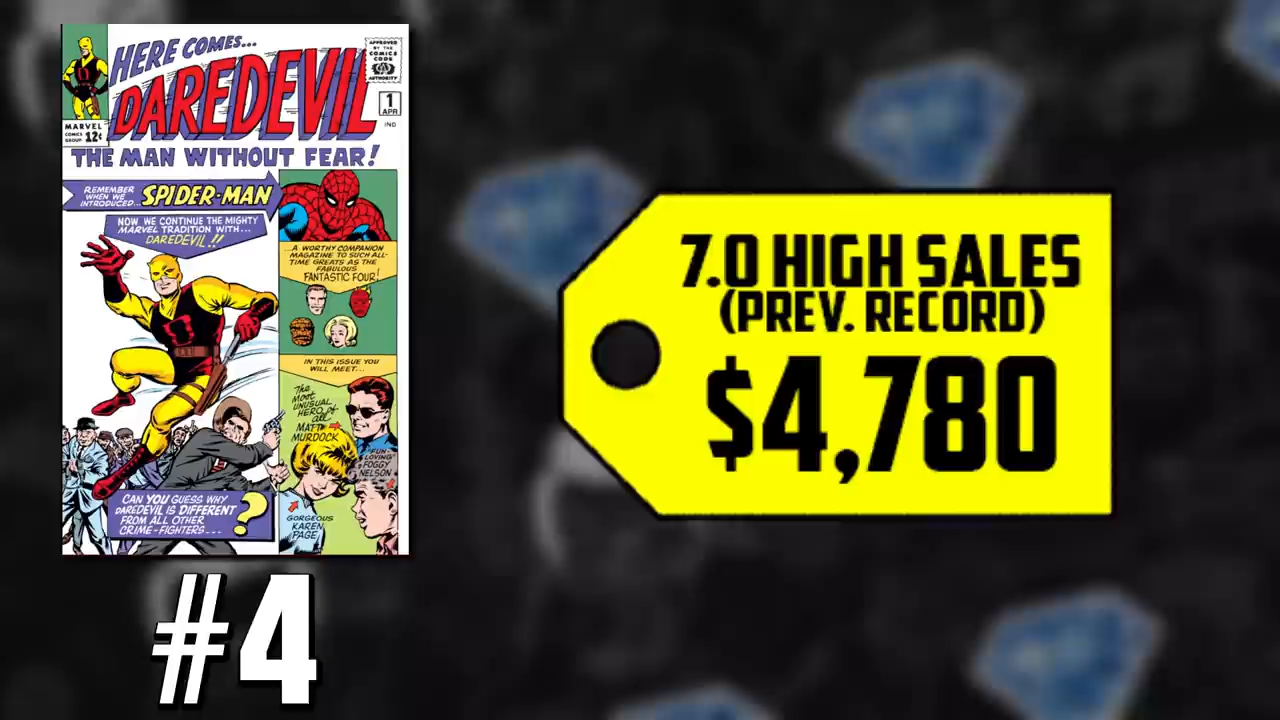 HERE COMES...
DAREDEVIL
APPROVED
BY THE
COMICS
CODE
AUTHORITY
1
APR
IND
MARVEL
COMICS
GROUP
12¢
THE MAN WITHOUT FEAR!
REMEMBER
WHEN WE
INTRODUCED...
SPIDER-MAN
NOW WE CONTINUE THE MIGHTY
MARVEL TRADITION WITH...
DAREDEVIL!!
...A WORTHY COMPANION
MAGAZINE TO SUCH ALL-
TIME GREATS AS THE
FABULOUS
FANTASTIC FOUR!
IN THIS ISSUE YOU
WILL MEET...
The
Most
UNUSUAL
HERO of
all
MATT
MURDOCK
"FUN-
LOVING"
FOGGY
NELSON
GORGEOUS
KAREN
PAGE
CAN YOU GUESS WHY
DAREDEVIL IS DIFFERENT
FROM ALL OTHER
CRIME-FIGHTERS...
?
#4
7.0 HIGH SALES
(PREV. RECORD)
$4,780